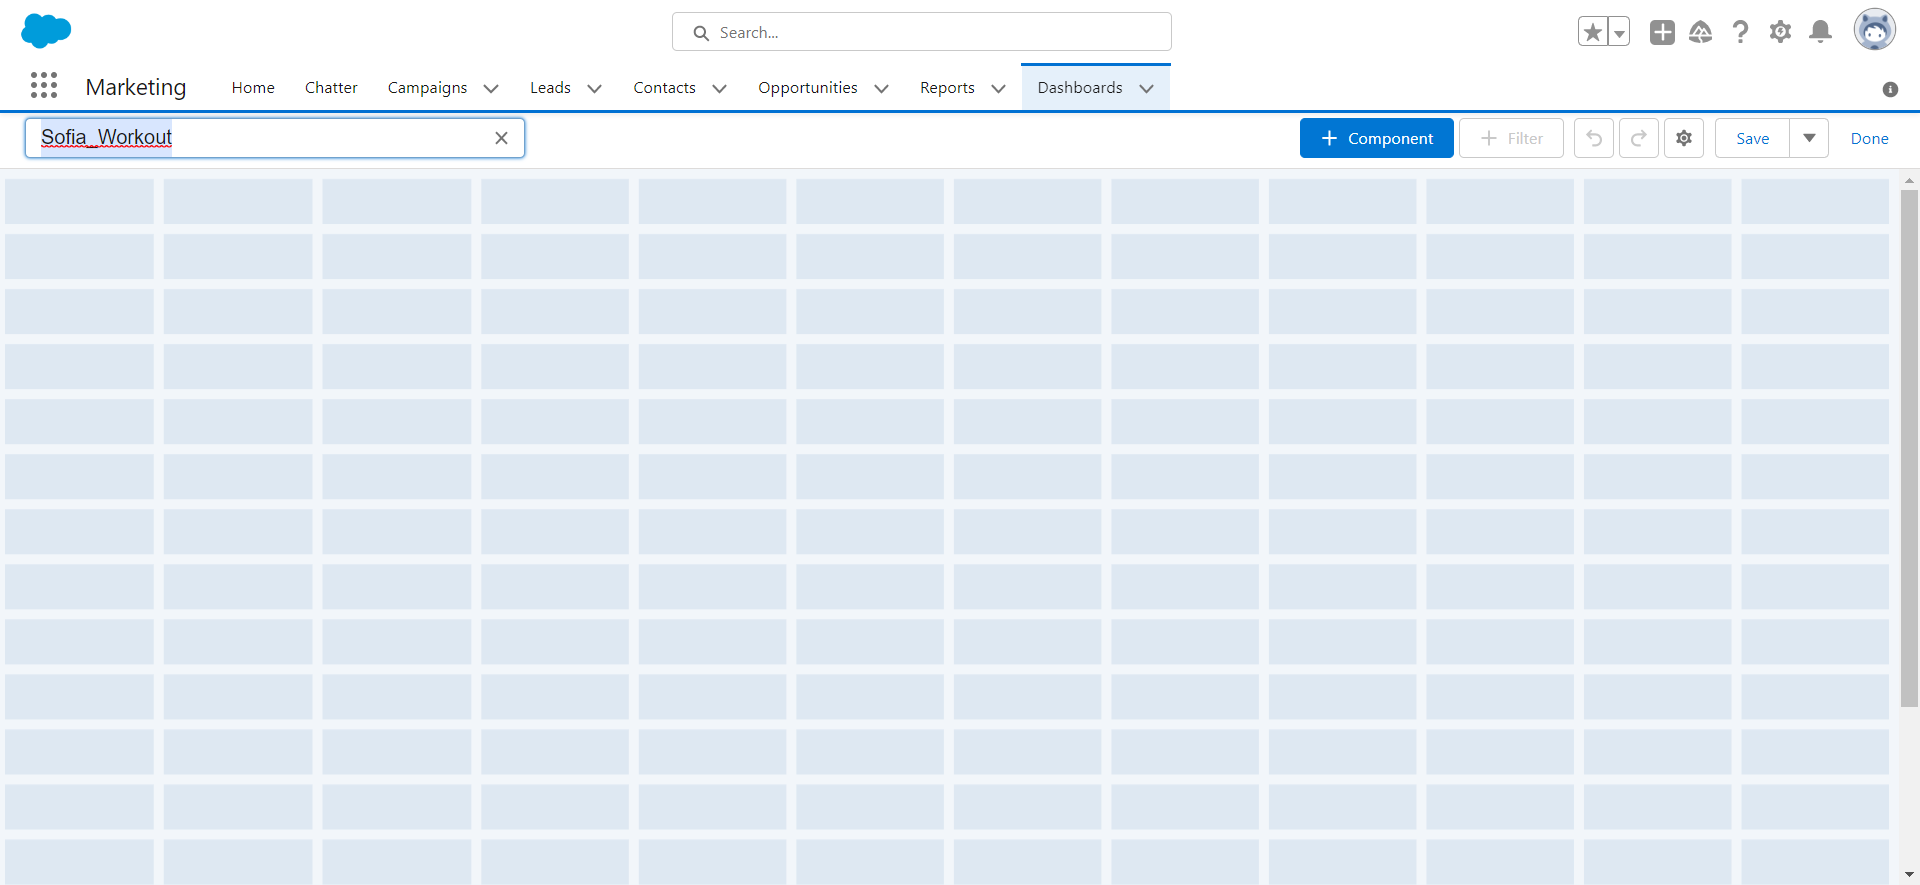 Search...
Marketing
Home
Chatter
Campaigns
Leads
Contacts
Opportunities
Reports
Dashboards
Sofia_Workout
Component
Filter
Save
Done